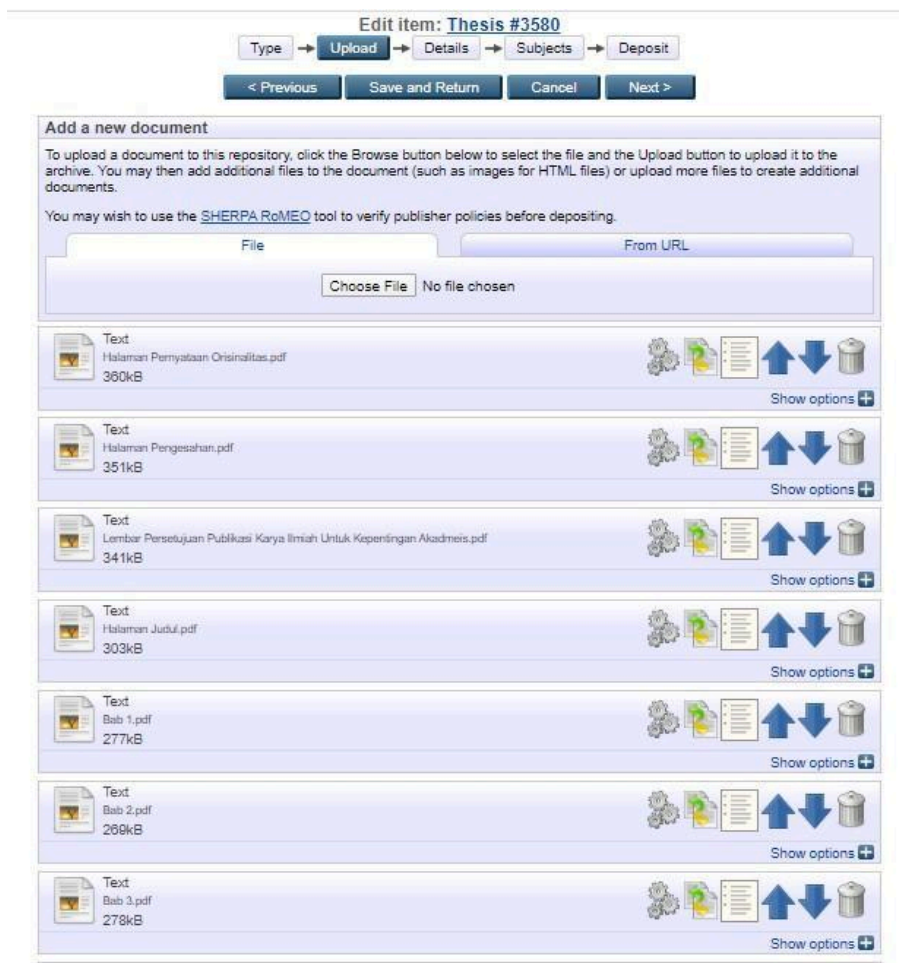 Edit item: Thesis #3580
Type Upload Details Subjects Deposit
< Previous Save and Return Cancel Next >
Add a new document
To upload a document to this repository, click the Browse button below to select the file and the Upload button to upload it to the
archive. You may then add additional files to the document (such as images for HTML files) or upload more files to create additional
documents.
You may wish to use the SHERPA RoMEO tool to verify publisher policies before depositing.
File From URL
Choose File No file chosen
Text
Halaman Pernyataan Orisinalitas.pdf
360kB
Show options
Text
Halaman Pengesahan.pdf
351kB
Show options
Text
Lembar Persetujuan Publikasi Karya Ilmiah Untuk Kepentingan Akadmeis.pdf
341kB
Show options
Text
Halaman Judul.pdf
303kB
Show options
Text
Bab 1.pdf
277kB
Show options
Text
Bab 2.pdf
269kB
Show options
Text
Bab 3.pdf
278kB
Show options